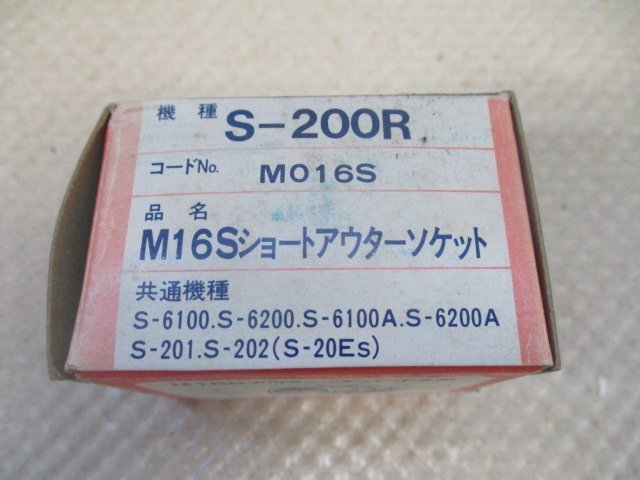 機種 S-200R
コードNo. M016S
品名
M16Sショートアウターソケット
共通機種
S-6100.S-6200.S-6100A.S-6200A
S-201.S-202(S-20Es)